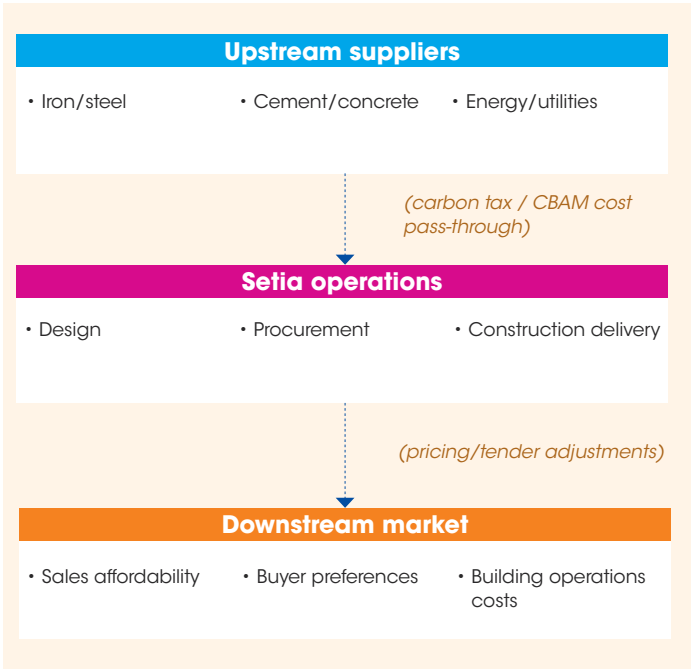 Upstream suppliers
• Iron/steel • Cement/concrete • Energy/utilities
(carbon tax / CBAM cost
pass-through)
Setia operations
• Design • Procurement • Construction delivery
(pricing/tender adjustments)
Downstream market
• Sales affordability • Buyer preferences • Building operations
costs